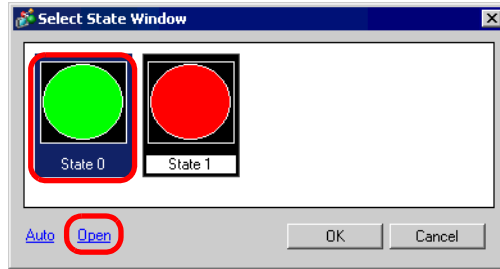 Select State Window
State 0
State 1
Auto
Open
OK
Cancel